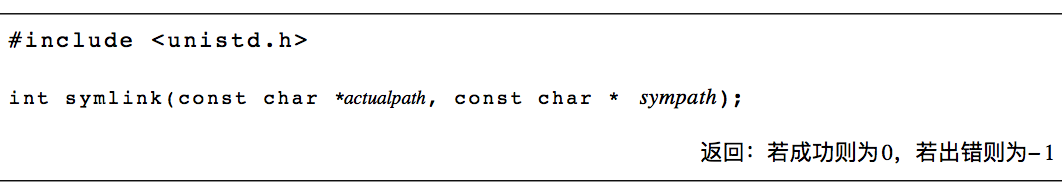 #include <unistd.h>
int symlink(const char *actualpath, const char * sympath);
返回：若成功则为0，若出错则为–1